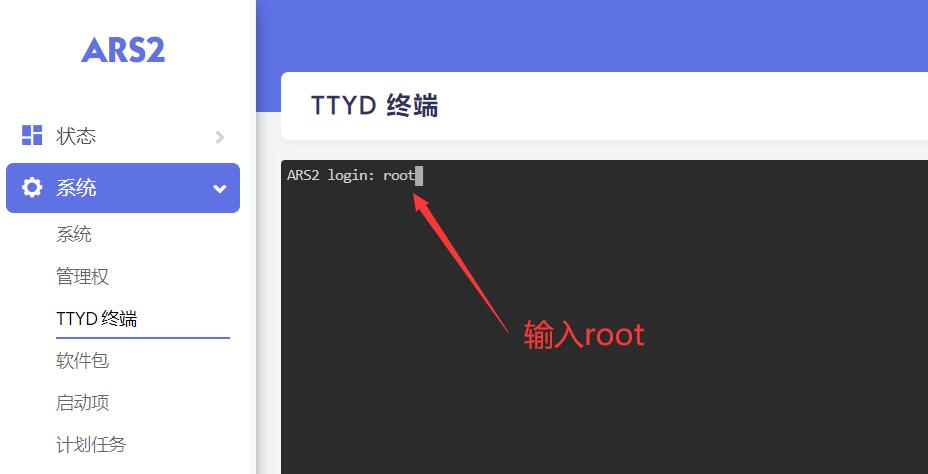 ARS2
状态
系统
系统
管理权
TTYD 终端
软件包
启动项
计划任务
TTYD 终端
ARS2 login: root
输入root